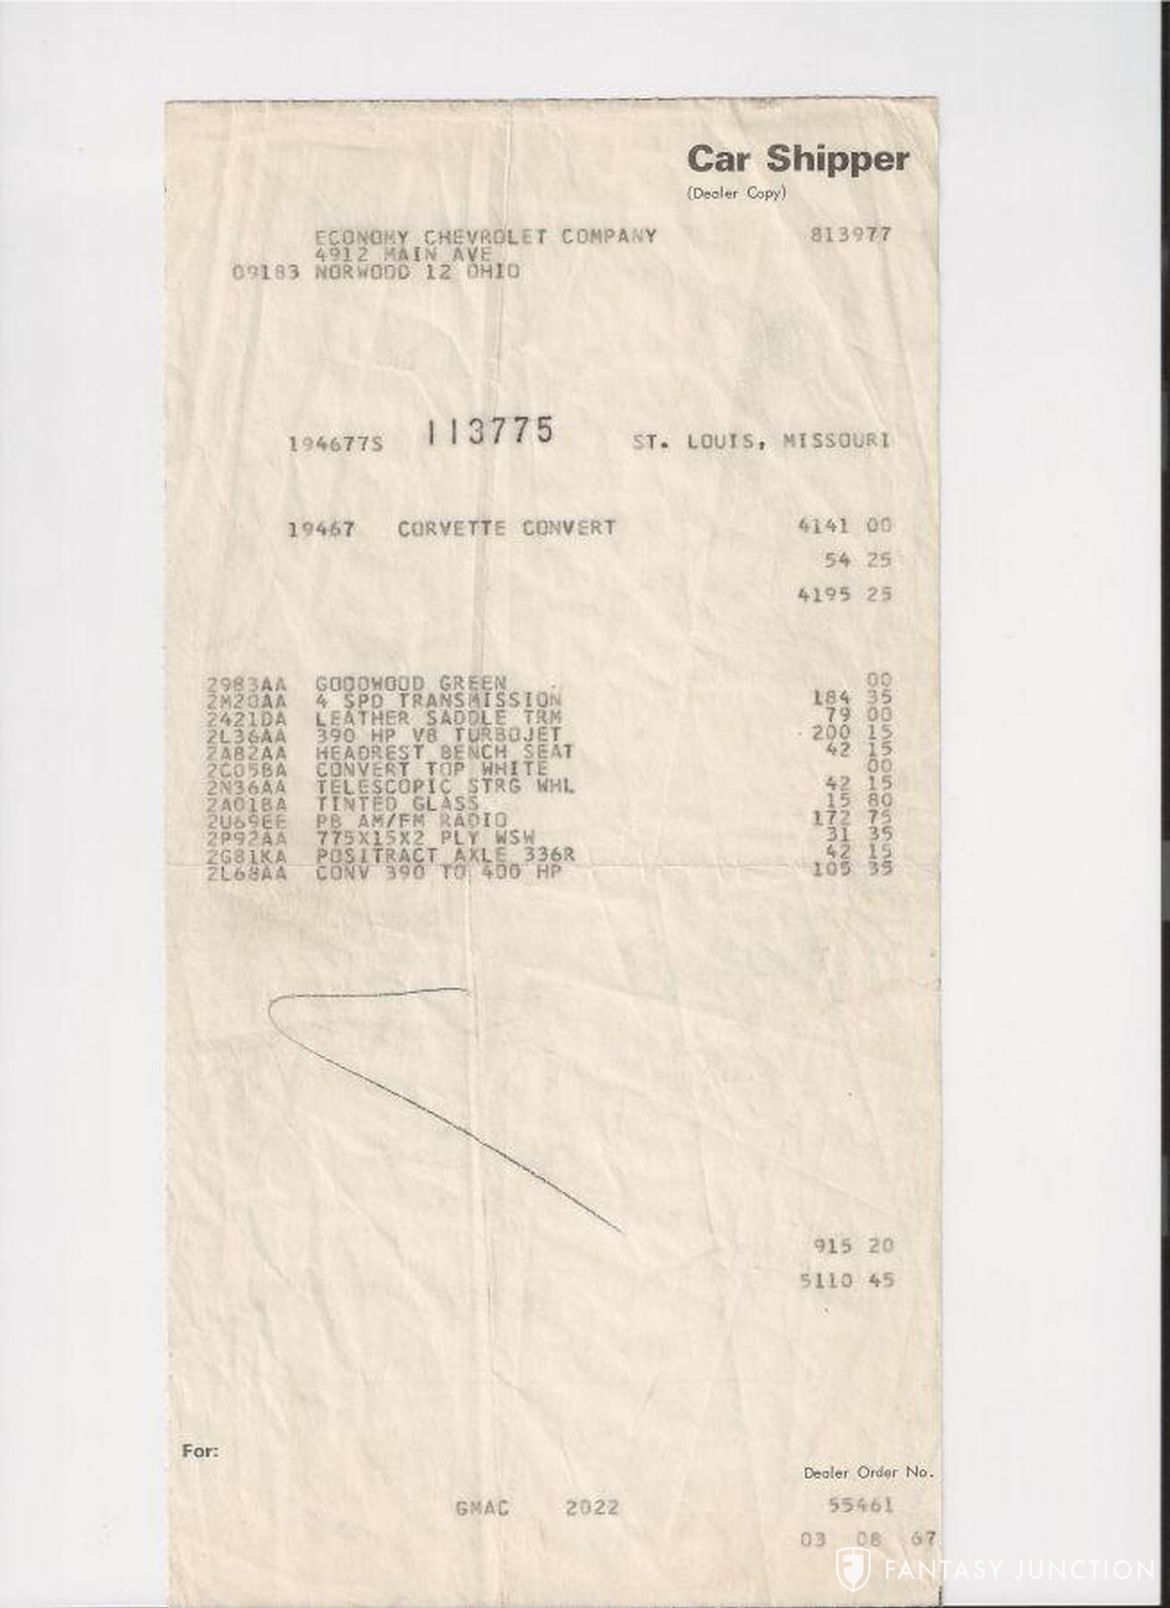 Car Shipper
(Dealer Copy)
ECONOMY CHEVROLET COMPANY 813977
4912 MAIN AVE
09183 NORWOOD 12 OHIO
194677S 113775 ST. LOUIS, MISSOURI
19467 CORVETTE CONVERT 4141 00
54 25
4195 25
2983AA GOODWOOD GREEN 00
2M20AA 4 SPD TRANSMISSION 184 35
2421DA LEATHER SADDLE TRM 79 00
2L36AA 390 HP V8 TURBOJET 200 15
2A82AA HEADREST BENCH SEAT 42 15
2C05BA CONVERT TOP WHITE 00
2N36AA TELESCOPIC STRG WHL 42 15
2A01BA TINTED GLASS 15 80
2U69EE PB AM/FM RADIO 172 75
2P92AA 775X15X2 PLY WSW 31 35
2G81KA POSITRACT AXLE 336R 42 15
2L68AA CONV 390 TO 400 HP 105 35
915 20
5110 45
For:
Dealer Order No.
GMAC 2022 55461
03 08 67
FANTASY JUNCTION